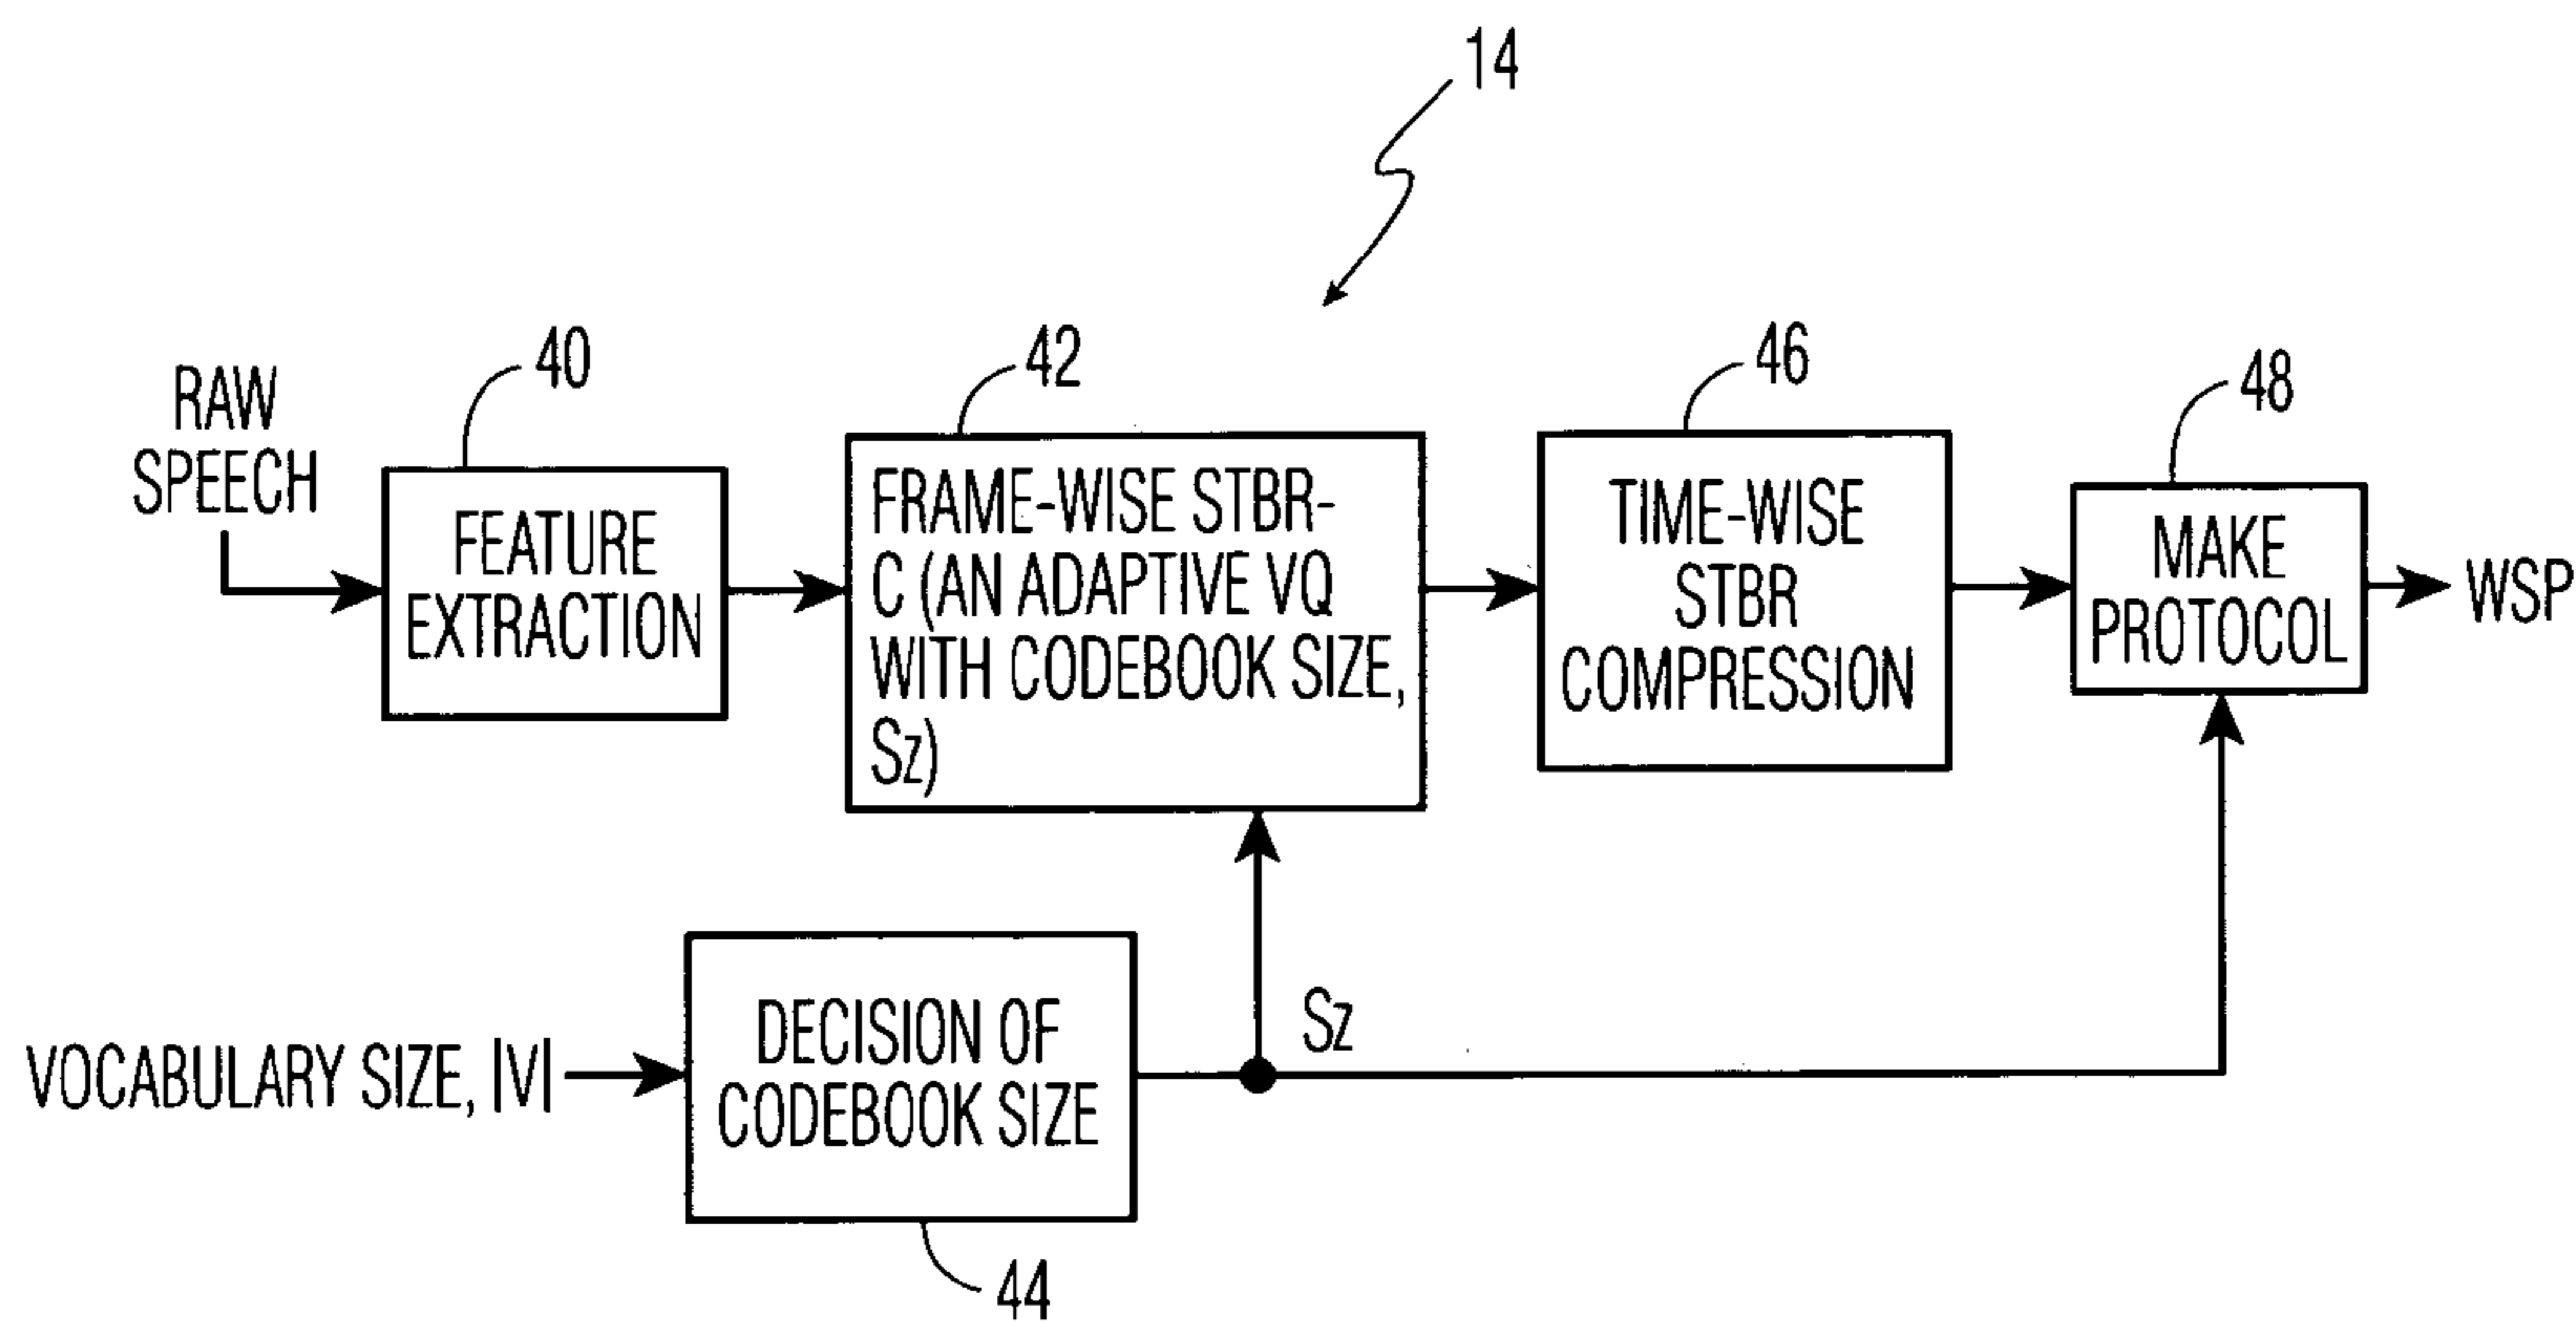 14
40
42
46
48
RAW
SPEECH
FEATURE
EXTRACTION
FRAME-WISE STBR-
C (AN ADAPTIVE VQ
WITH CODEBOOK SIZE,
Sz)
TIME-WISE
STBR
COMPRESSION
MAKE
PROTOCOL
WSP
VOCABULARY SIZE, |V|
DECISION OF
CODEBOOK SIZE
Sz
44